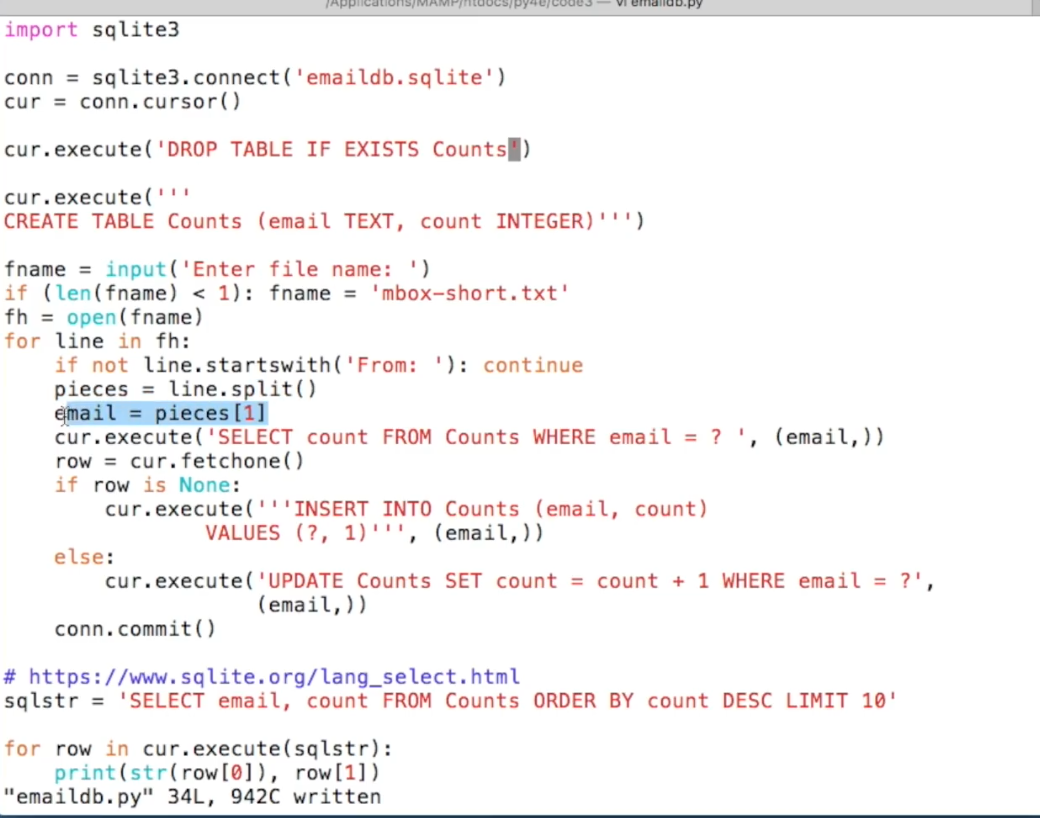 /Applications/MAMP/htdocs/py4e/code3 — vi emaildb.py
import sqlite3
conn = sqlite3.connect('emaildb.sqlite')
cur = conn.cursor()
cur.execute('DROP TABLE IF EXISTS Counts')
cur.execute('''
CREATE TABLE Counts (email TEXT, count INTEGER)''')
fname = input('Enter file name: ')
if (len(fname) < 1): fname = 'mbox-short.txt'
fh = open(fname)
for line in fh:
    if not line.startswith('From: '): continue
    pieces = line.split()
    email = pieces[1]
    cur.execute('SELECT count FROM Counts WHERE email = ? ', (email,))
    row = cur.fetchone()
    if row is None:
        cur.execute('''INSERT INTO Counts (email, count)
                VALUES (?, 1)''', (email,))
    else:
        cur.execute('UPDATE Counts SET count = count + 1 WHERE email = ?',
                    (email,))
    conn.commit()
# https://www.sqlite.org/lang_select.html
sqlstr = 'SELECT email, count FROM Counts ORDER BY count DESC LIMIT 10'
for row in cur.execute(sqlstr):
    print(str(row[0]), row[1])
"emaildb.py" 34L, 942C written